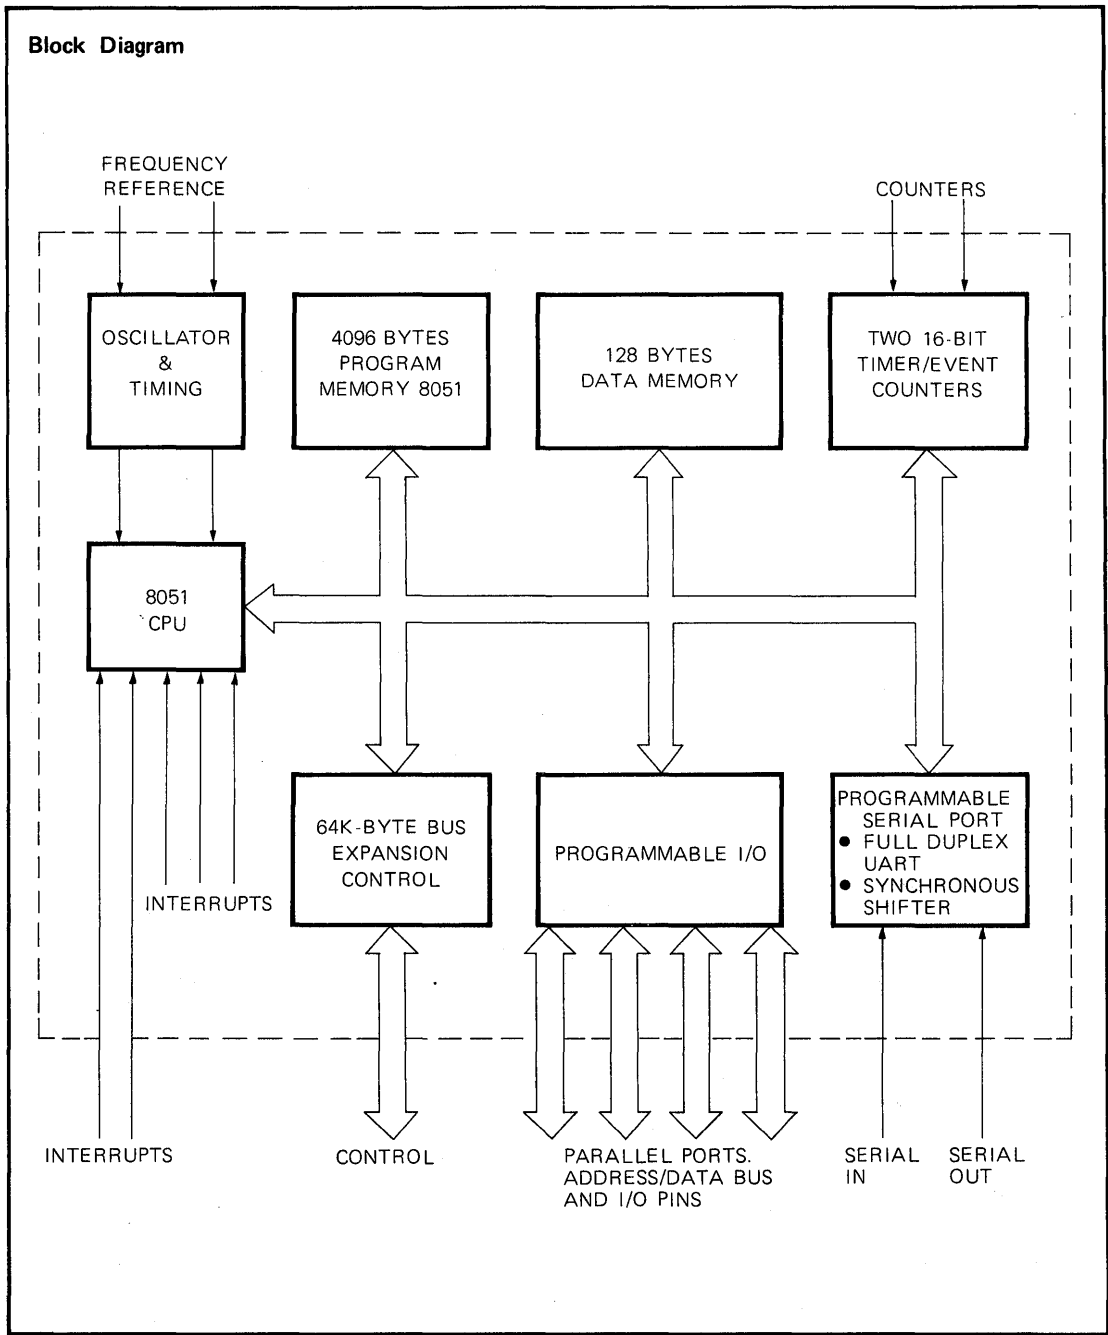 Block Diagram
FREQUENCY
REFERENCE
COUNTERS
OSCILLATOR
&
TIMING
4096 BYTES
PROGRAM
MEMORY 8051
128 BYTES
DATA MEMORY
TWO 16-BIT
TIMER/EVENT
COUNTERS
8051
CPU
INTERRUPTS
64K-BYTE BUS
EXPANSION
CONTROL
PROGRAMMABLE I/O
PROGRAMMABLE
SERIAL PORT
● FULL DUPLEX
UART
● SYNCHRONOUS
SHIFTER
INTERRUPTS
CONTROL
PARALLEL PORTS.
ADDRESS/DATA BUS
AND I/O PINS
SERIAL
IN
SERIAL
OUT